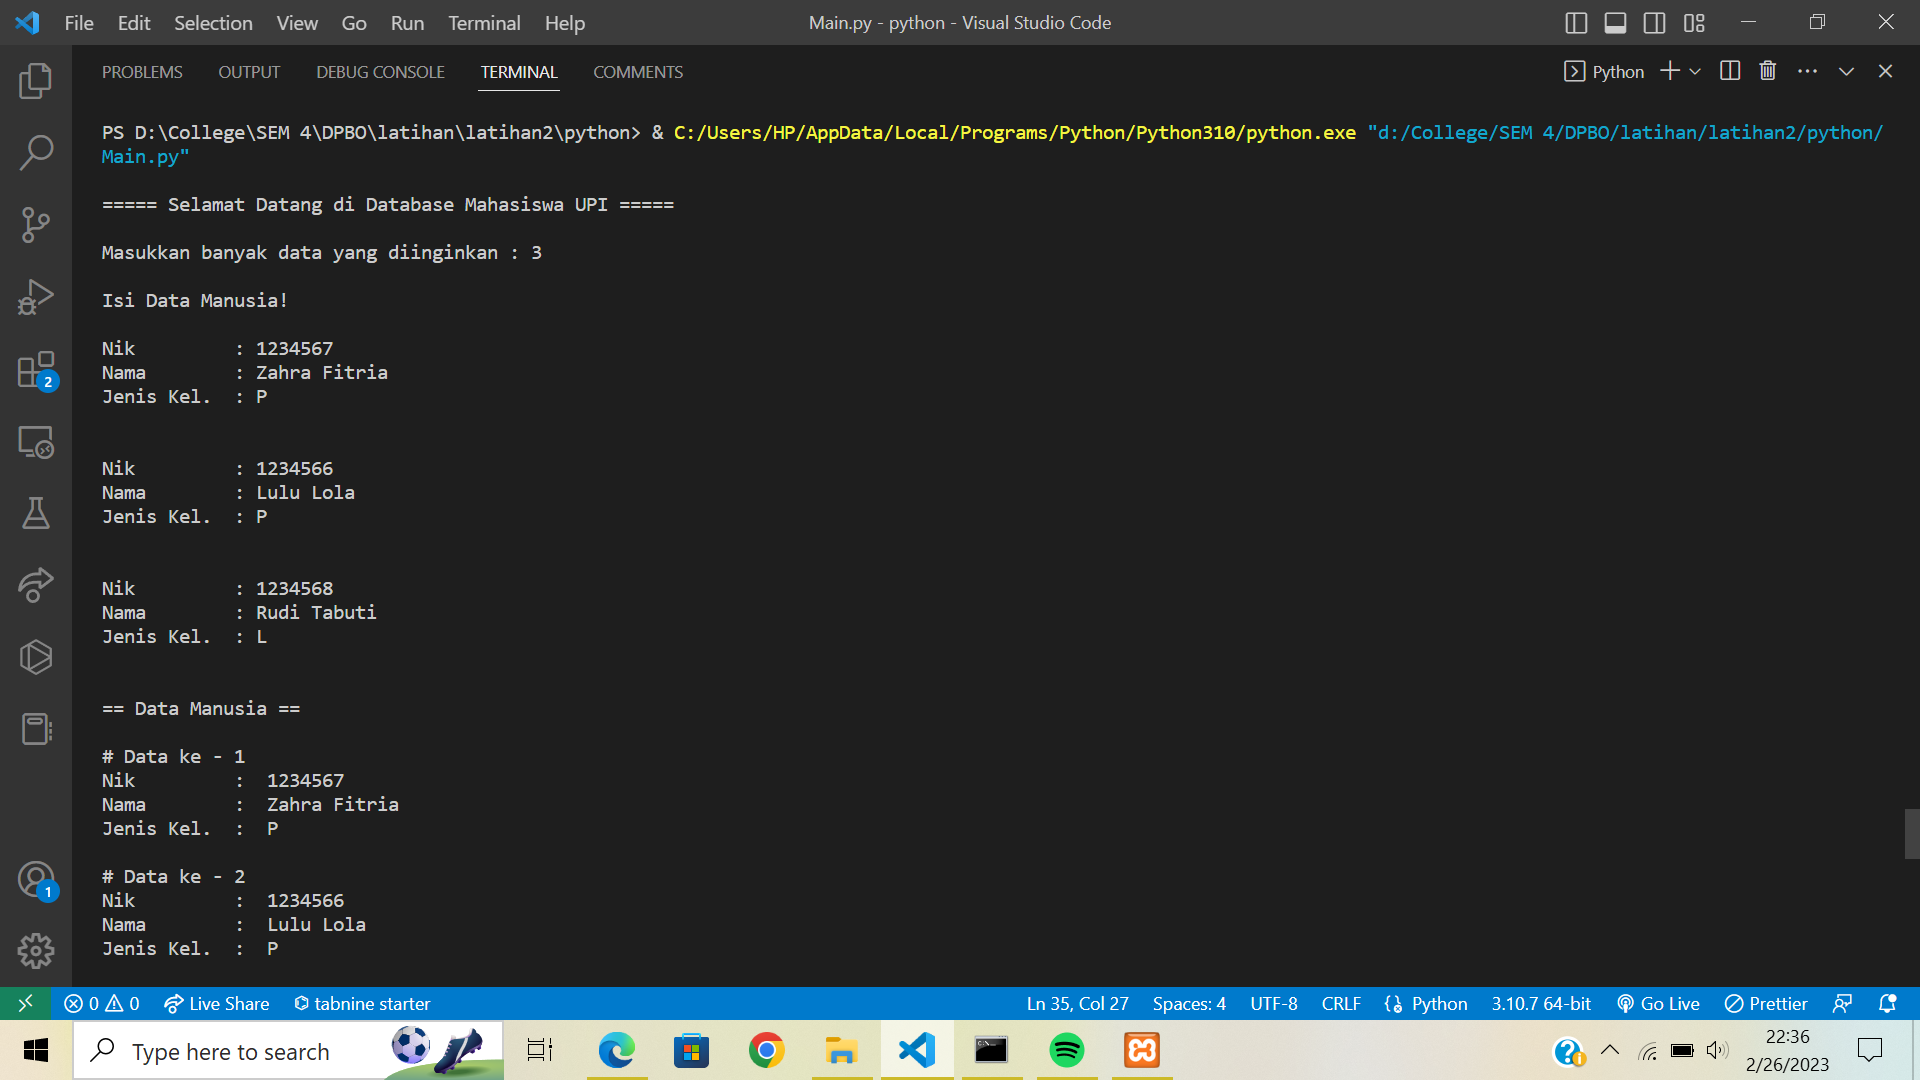 File Edit Selection View Go Run Terminal Help
Main.py - python - Visual Studio Code
PROBLEMS OUTPUT DEBUG CONSOLE TERMINAL COMMENTS
Python
PS D:\College\SEM 4\DPBO\latihan\latihan2\python> & C:/Users/HP/AppData/Local/Programs/Python/Python310/python.exe "d:/College/SEM 4/DPBO/latihan/latihan2/python/
Main.py"
===== Selamat Datang di Database Mahasiswa UPI =====
Masukkan banyak data yang diinginkan : 3
Isi Data Manusia!
Nik : 1234567
Nama : Zahra Fitria
Jenis Kel. : P
Nik : 1234566
Nama : Lulu Lola
Jenis Kel. : P
Nik : 1234568
Nama : Rudi Tabuti
Jenis Kel. : L
== Data Manusia ==
# Data ke - 1
Nik : 1234567
Nama : Zahra Fitria
Jenis Kel. : P
# Data ke - 2
Nik : 1234566
Nama : Lulu Lola
Jenis Kel. : P
2
1
0 0 Live Share tabnine starter
Ln 35, Col 27 Spaces: 4 UTF-8 CRLF Python 3.10.7 64-bit Go Live Prettier
Type here to search
22:36
2/26/2023